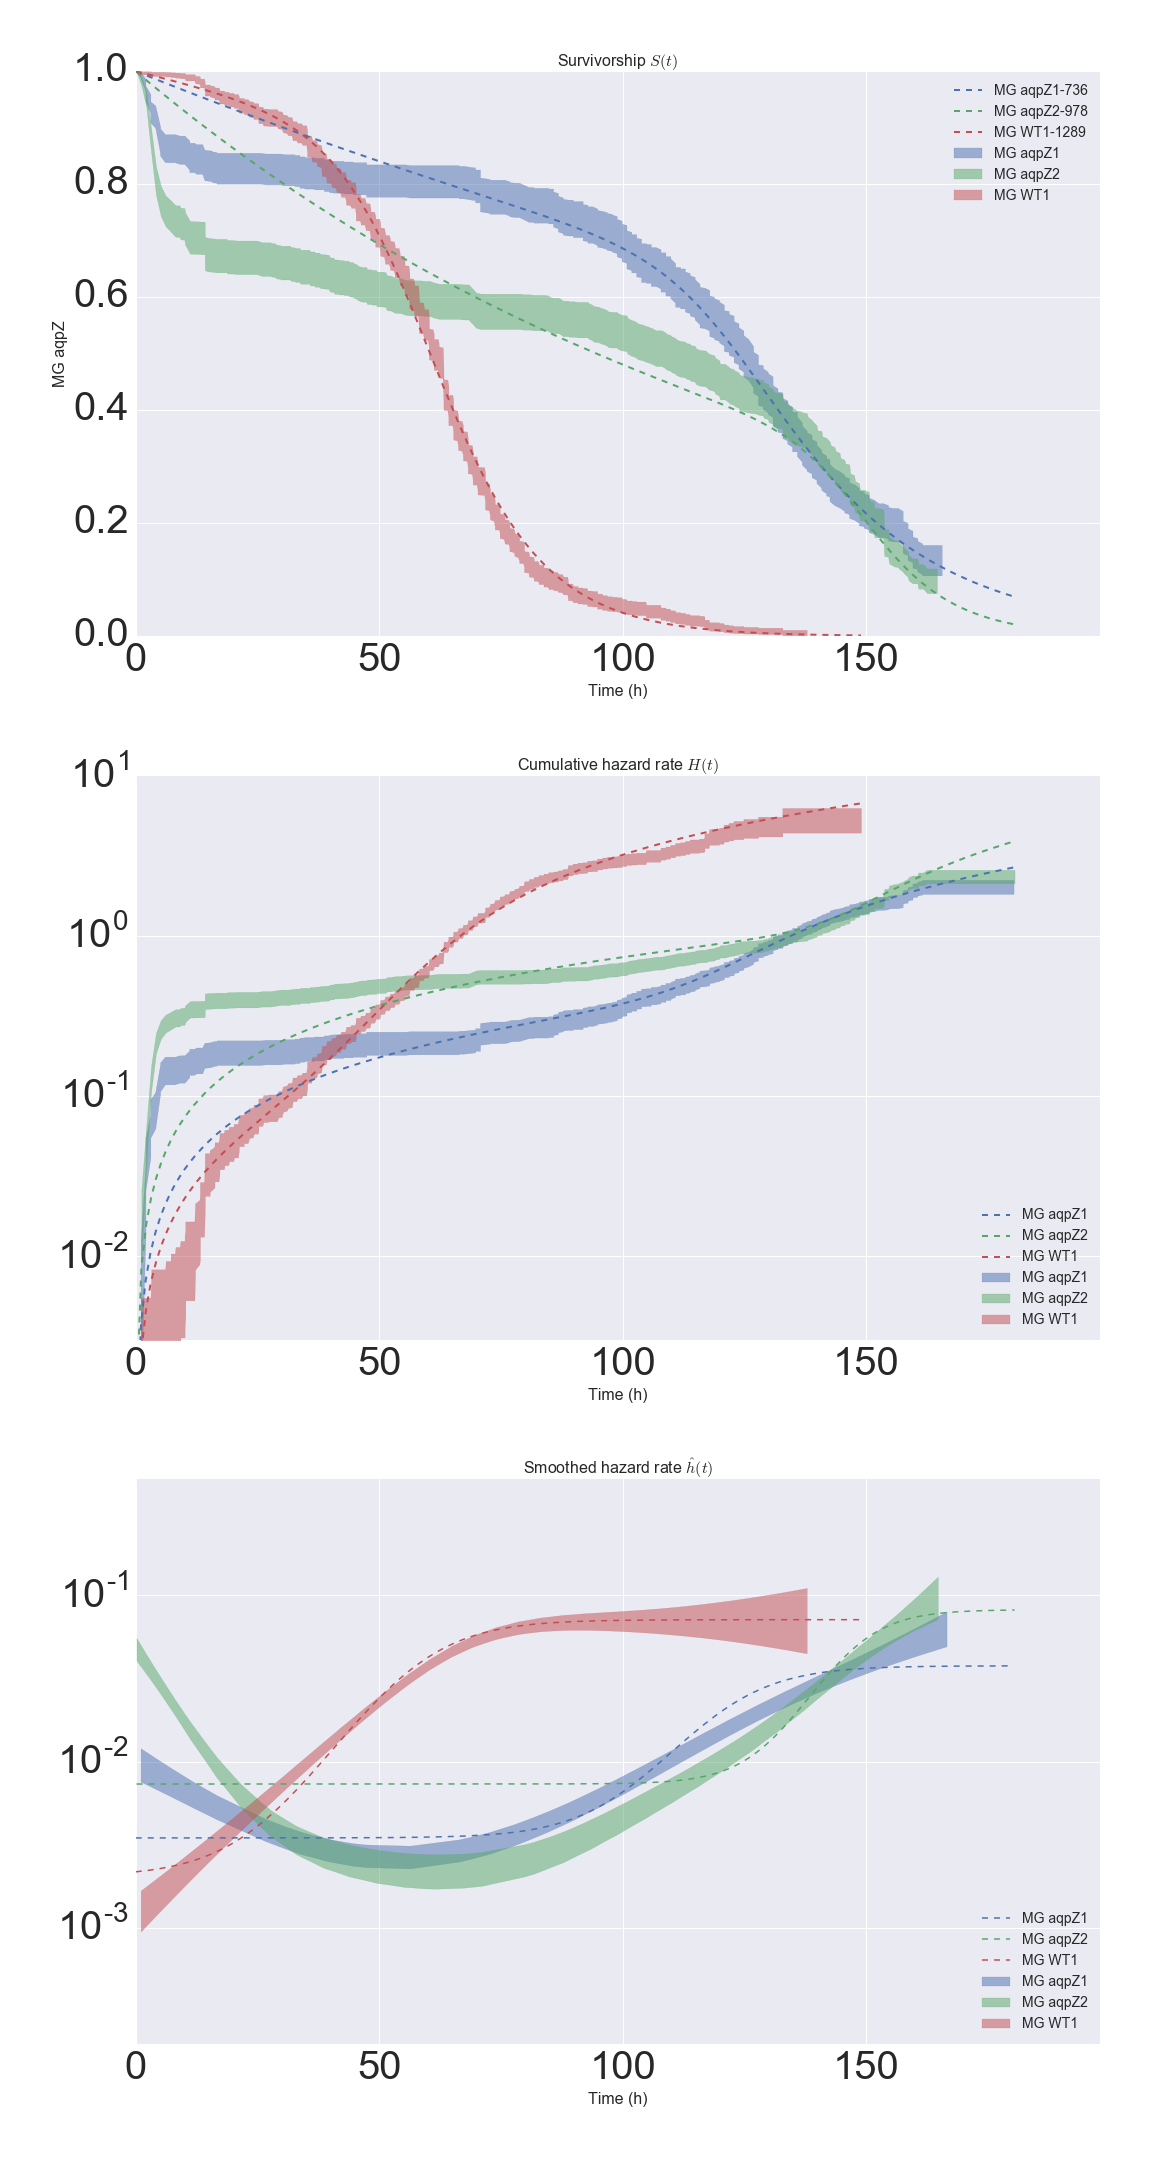 Survivorship S(t)
1.0
0.8
0.6
0.4
0.2
0.0
MG aqpZ
MG aqpZ1-736
MG aqpZ2-978
MG WT1-1289
MG aqpZ1
MG aqpZ2
MG WT1
0 50 100 150
Time (h)
Cumulative hazard rate H(t)
10^1
10^0
10^-1
10^-2
MG aqpZ1
MG aqpZ2
MG WT1
MG aqpZ1
MG aqpZ2
MG WT1
0 50 100 150
Time (h)
Smoothed hazard rate ĥ(t)
10^-1
10^-2
10^-3
MG aqpZ1
MG aqpZ2
MG WT1
MG aqpZ1
MG aqpZ2
MG WT1
0 50 100 150
Time (h)